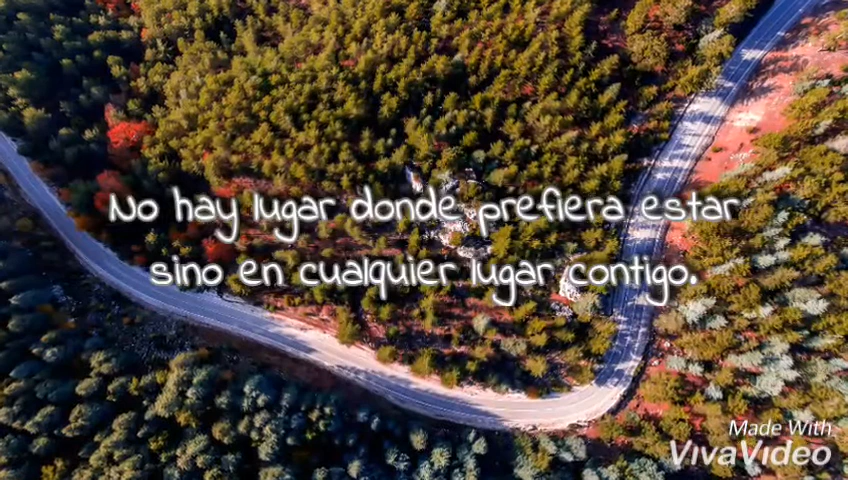 No hay lugar donde prefiera estar
sino en cualquier lugar contigo.
Made With
VivaVideo